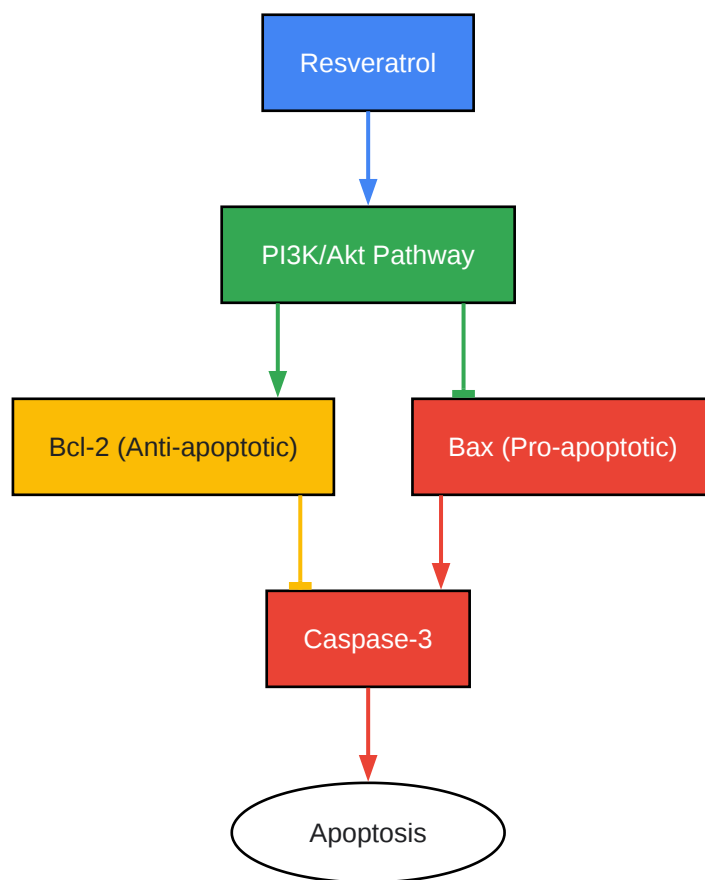 Resveratrol
PI3K/Akt Pathway
Bcl-2 (Anti-apoptotic)
Bax (Pro-apoptotic)
Caspase-3
Apoptosis